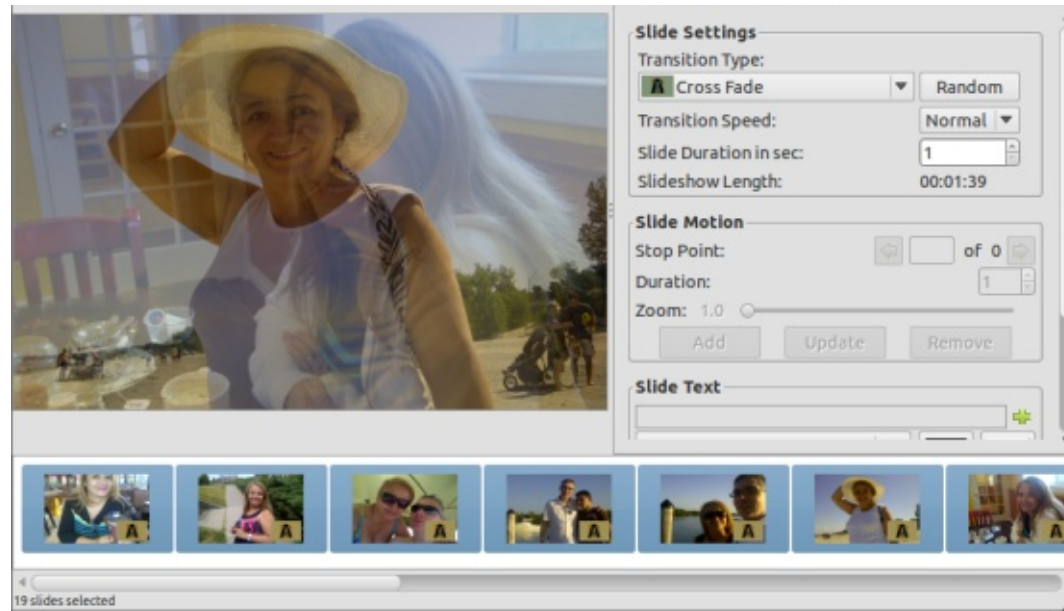 Slide Settings
Transition Type:
Cross Fade Random
Transition Speed: Normal
Slide Duration in sec: 1
Slideshow Length: 00:01:39
Slide Motion
Stop Point: of 0
Duration: 1
Zoom: 1.0
Add Update Remove
Slide Text
19 slides selected